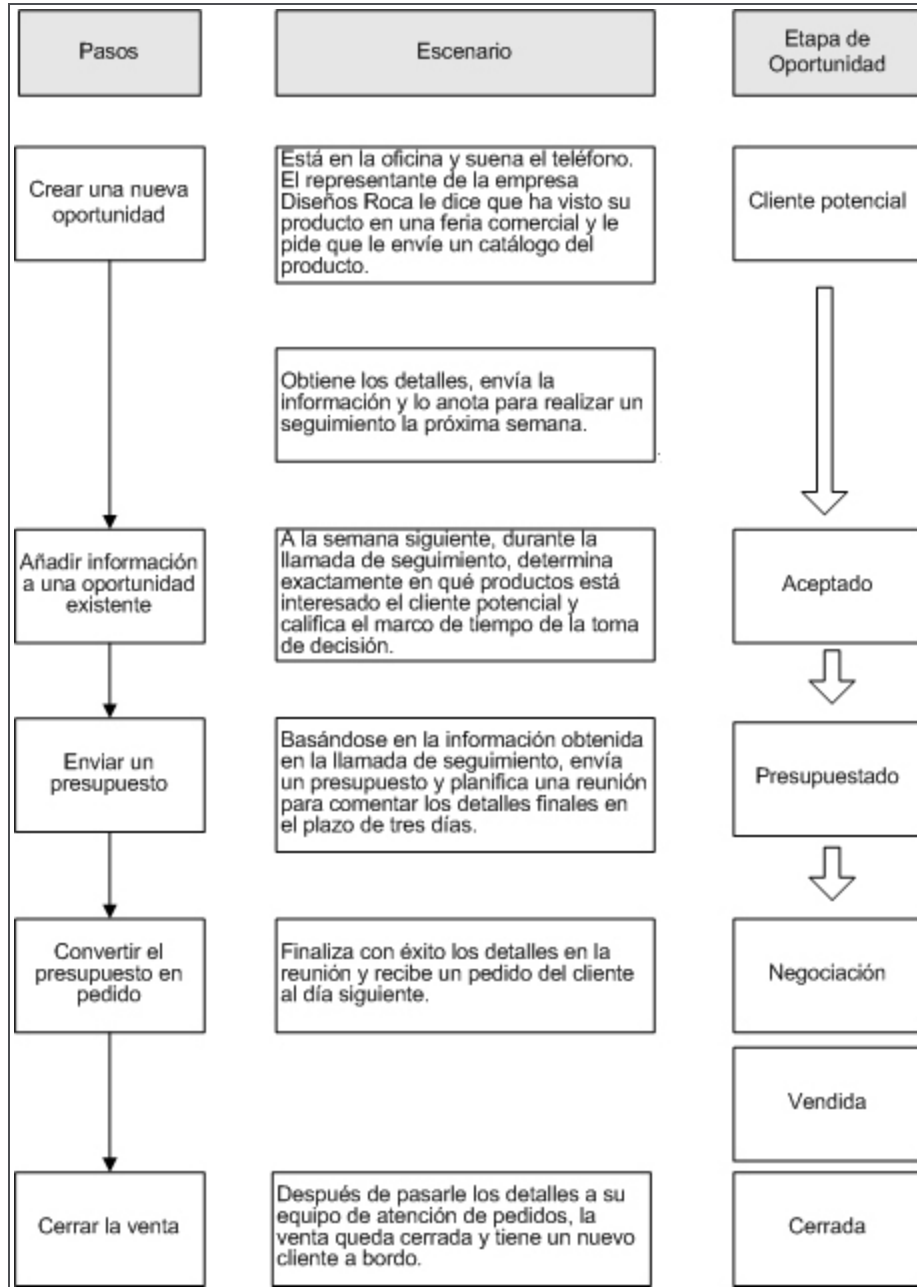 Pasos
Escenario
Etapa de
Oportunidad
Crear una nueva
oportunidad
Está en la oficina y suena el teléfono.
El representante de la empresa
Diseños Roca le dice que ha visto su
producto en una feria comercial y le
pide que le envíe un catálogo del
producto.
Cliente potencial
Obtiene los detalles, envía la
información y lo anota para realizar un
seguimiento la próxima semana.
Añadir información
a una oportunidad
existente
A la semana siguiente, durante la
llamada de seguimiento, determina
exactamente en qué productos está
interesado el cliente potencial y
califica el marco de tiempo de la toma
de decisión.
Aceptado
Enviar un
presupuesto
Basándose en la información obtenida
en la llamada de seguimiento, envía
un presupuesto y planifica una reunión
para comentar los detalles finales en
el plazo de tres días.
Presupuestado
Convertir el
presupuesto en
pedido
Finaliza con éxito los detalles en la
reunión y recibe un pedido del cliente
al día siguiente.
Negociación
Vendida
Cerrar la venta
Después de pasarle los detalles a su
equipo de atención de pedidos, la
venta queda cerrada y tiene un nuevo
cliente a bordo.
Cerrada